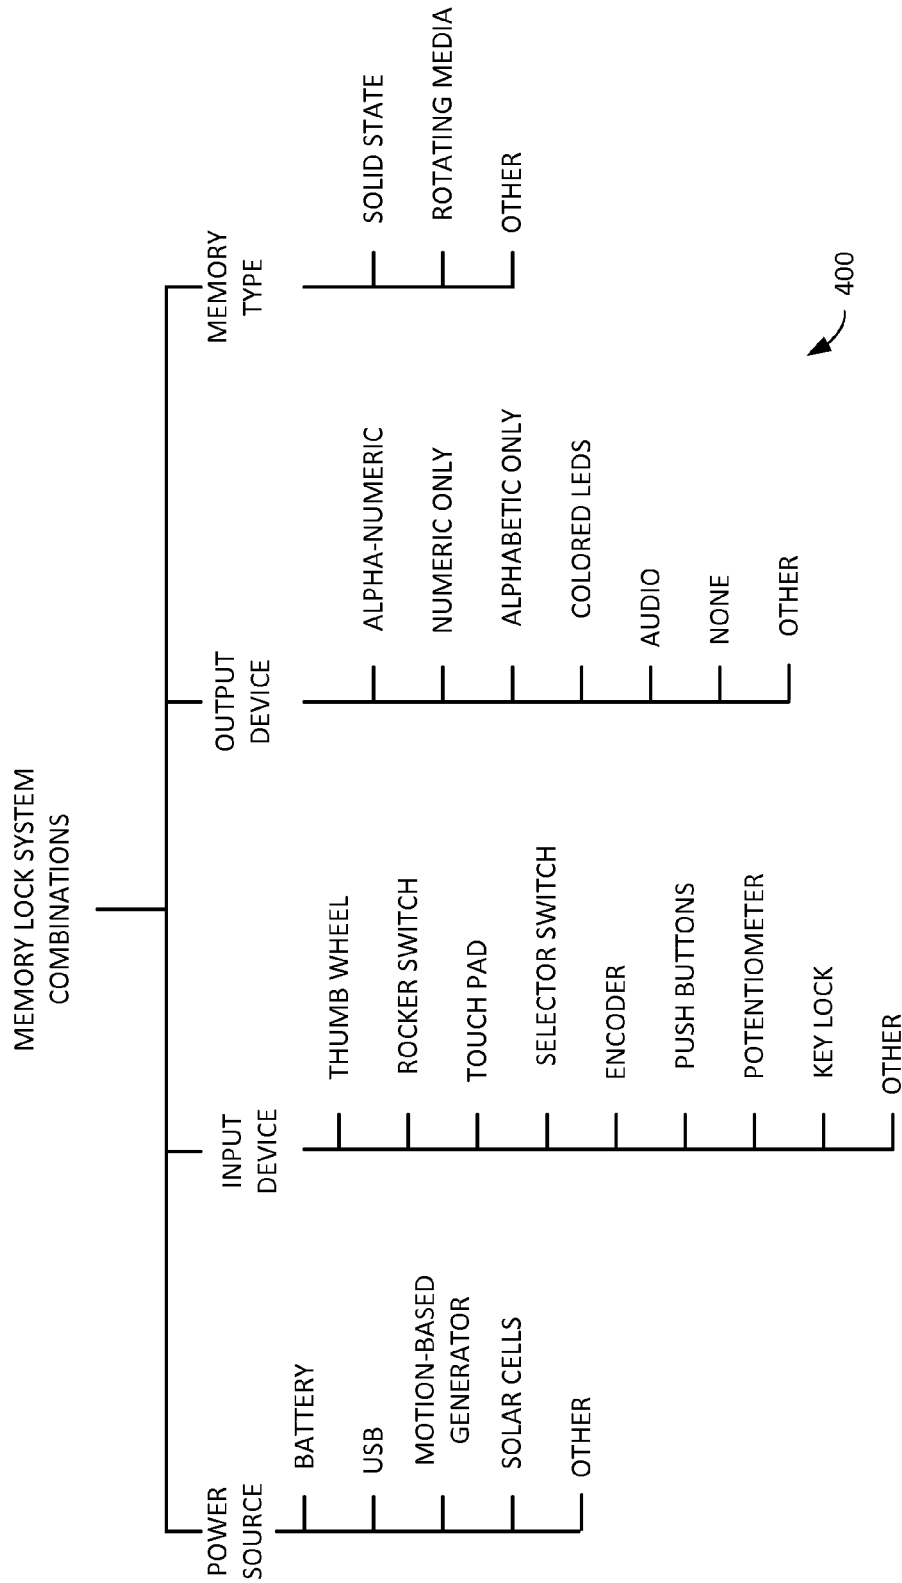 MEMORY LOCK SYSTEM
COMBINATIONS
POWER
SOURCE
BATTERY
USB
MOTION-BASED
GENERATOR
SOLAR CELLS
OTHER
INPUT
DEVICE
THUMB WHEEL
ROCKER SWITCH
TOUCH PAD
SELECTOR SWITCH
ENCODER
PUSH BUTTONS
POTENTIOMETER
KEY LOCK
OTHER
OUTPUT
DEVICE
ALPHA-NUMERIC
NUMERIC ONLY
ALPHABETIC ONLY
COLORED LEDS
AUDIO
NONE
OTHER
MEMORY
TYPE
SOLID STATE
ROTATING MEDIA
OTHER
400